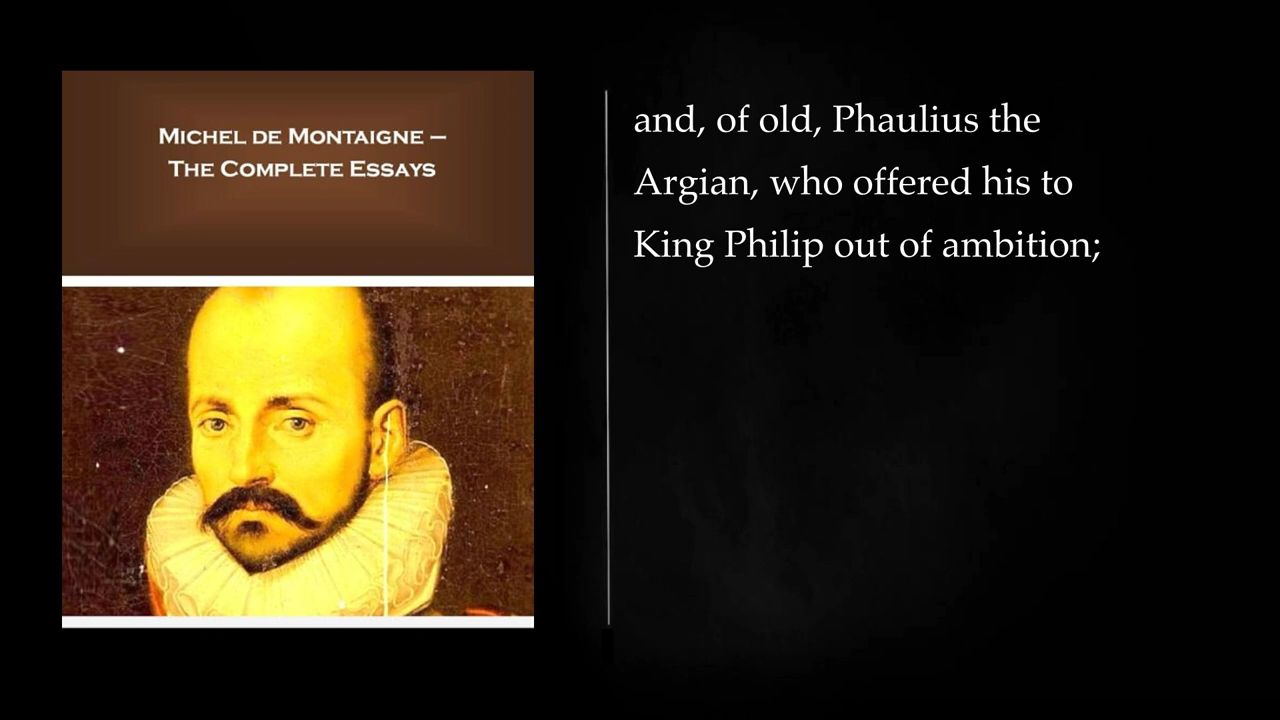 MICHEL DE MONTAIGNE –
THE COMPLETE ESSAYS
and, of old, Phaulius the
Argian, who offered his to
King Philip out of ambition;